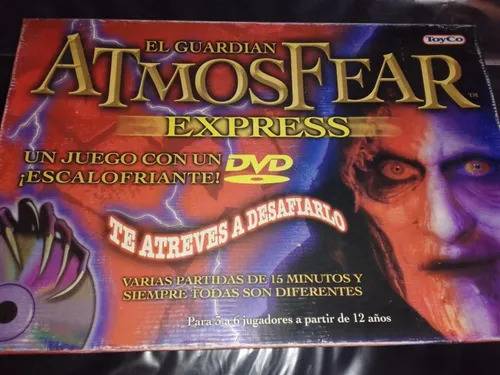 ToyCo
EL GUARDIAN
ATMOSFEAR
EXPRESS
UN JUEGO CON UN DVD
¡ESCALOFRIANTE!
TE ATREVES A DESAFIARLO
VARIAS PARTIDAS DE 15 MINUTOS Y
SIEMPRE TODAS SON DIFERENTES
Para 3 a 6 jugadores a partir de 12 años